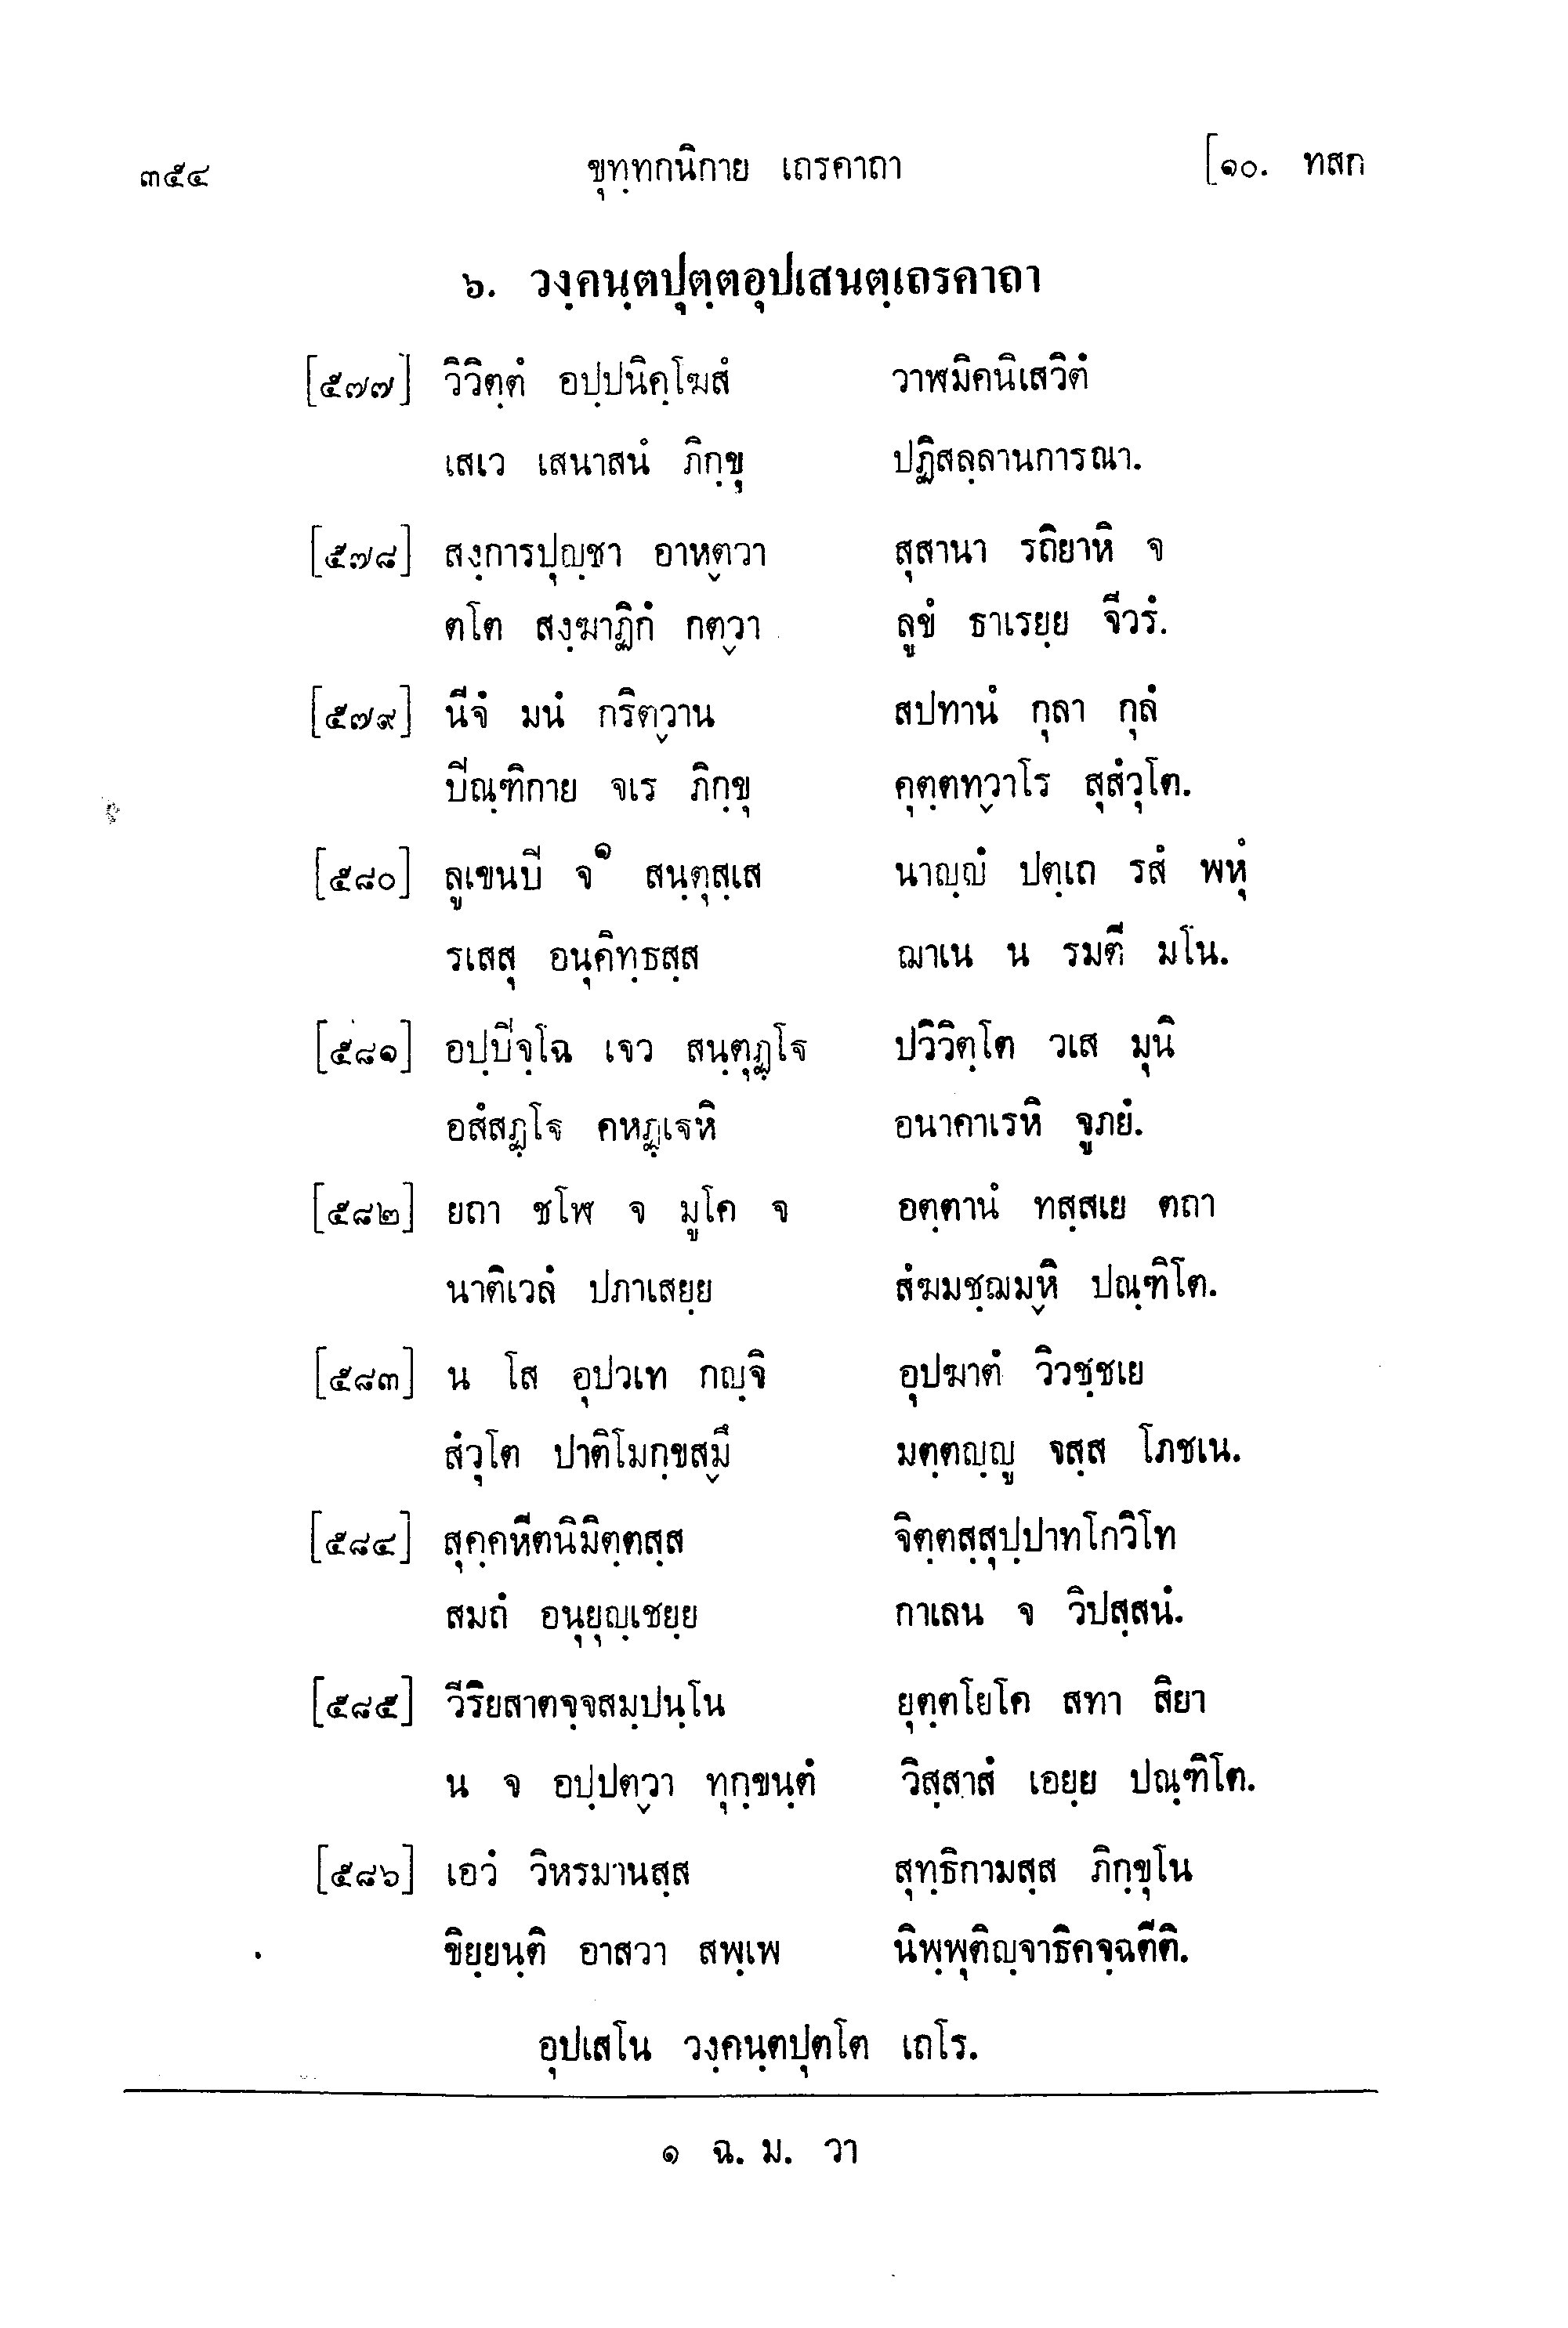 ๓๕๔ ขุทฺทกนิกาย เถรคาถา [๑๐. ทสก
๖. วงฺคนฺตปุตฺตอุปเสนตฺเถรคาถา
[๕๗๗] วิวิตฺตํ อปฺปนิคฺโฆสํ วาฬมิคนิเสวิตํ
เสเว เสนาสนํ ภิกฺขุ ปฏิสลฺลานการณา.
[๕๗๘] สงฺการปุญฺชา อาหตฺวา สุสานา รถิยาหิ จ
ตโต สงฺฆาฏิกํ กตฺวา ลูขํ ธาเรยฺย จีวรํ.
[๕๗๙] นีจํ มนํ กริตฺวาน สปทานํ กุลา กุลํ
ปิณฺฑิกาย จเร ภิกฺขุ คุตฺตทฺวาโร สุสํวุโต.
[๕๘๐] ลูเขนปิ จ๑ สนฺตุสฺเส นาญฺญํ ปตฺเถ รสํ พหุํ
รเสสุ อนุคิทฺธสฺส ฌาเน น รมตี มโน.
[๕๘๑] อปฺปิจฺโฉ เจว สนฺตุฏฺโฐ ปวิวิตฺโต วเส มุนิ
อสํสฏฺโฐ คหฏฺเฐหิ อนาคาเรหิ จูภยํ.
[๕๘๒] ยถา ชโฬ จ มูโค จ อตฺตานํ ทสฺสเย ตถา
นาติเวลํ ปภาเสยฺย สํฆมชฺฌมฺหิ ปณฺฑิโต.
[๕๘๓] น โส อุปวเท กญฺจิ อุปฆาตํ วิวชฺชเย
สํวุโต ปาติโมกฺขสฺมึ มตฺตญฺญู จสฺส โภชเน.
[๕๘๔] สุคฺคหีตนิมิตฺตสฺส จิตฺตสฺสุปฺปาทโกวิโท
สมถํ อนุยุญฺเชยฺย กาเลน จ วิปสฺสนํ.
[๕๘๕] วีริยสาตจฺจสมฺปนฺโน ยุตฺตโยโค สทา สิยา
น จ อปฺปตฺวา ทุกฺขนฺตํ วิสฺสาสํ เอยฺย ปณฺฑิโต.
[๕๘๖] เอวํ วิหรมานสฺส สุทฺธิกามสฺส ภิกฺขุโน
ขิยฺยนฺติ อาสวา สพฺเพ นิพฺพุติญฺจาธิคจฺฉตีติ.
อุปเสโน วงฺคนฺตปุตโต เถโร.
๑ ฉ. ม. วา